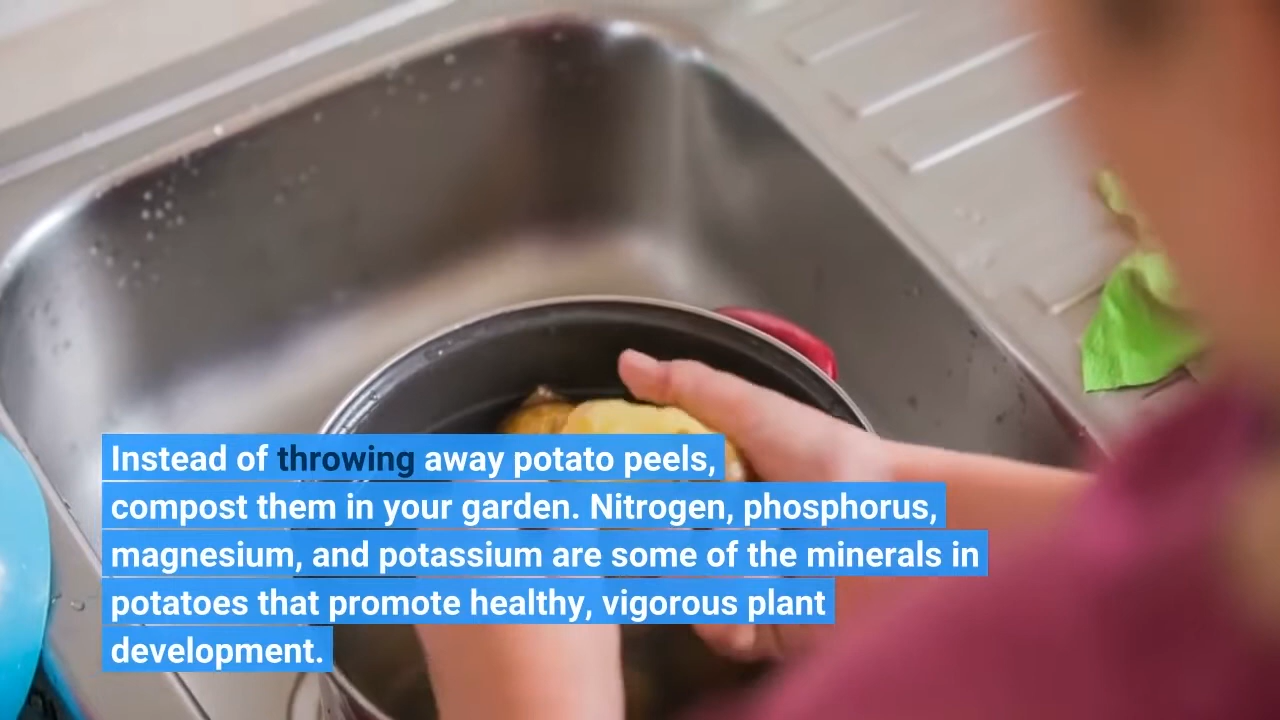 Instead of throwing away potato peels,
compost them in your garden. Nitrogen, phosphorus,
magnesium, and potassium are some of the minerals in
potatoes that promote healthy, vigorous plant
development.